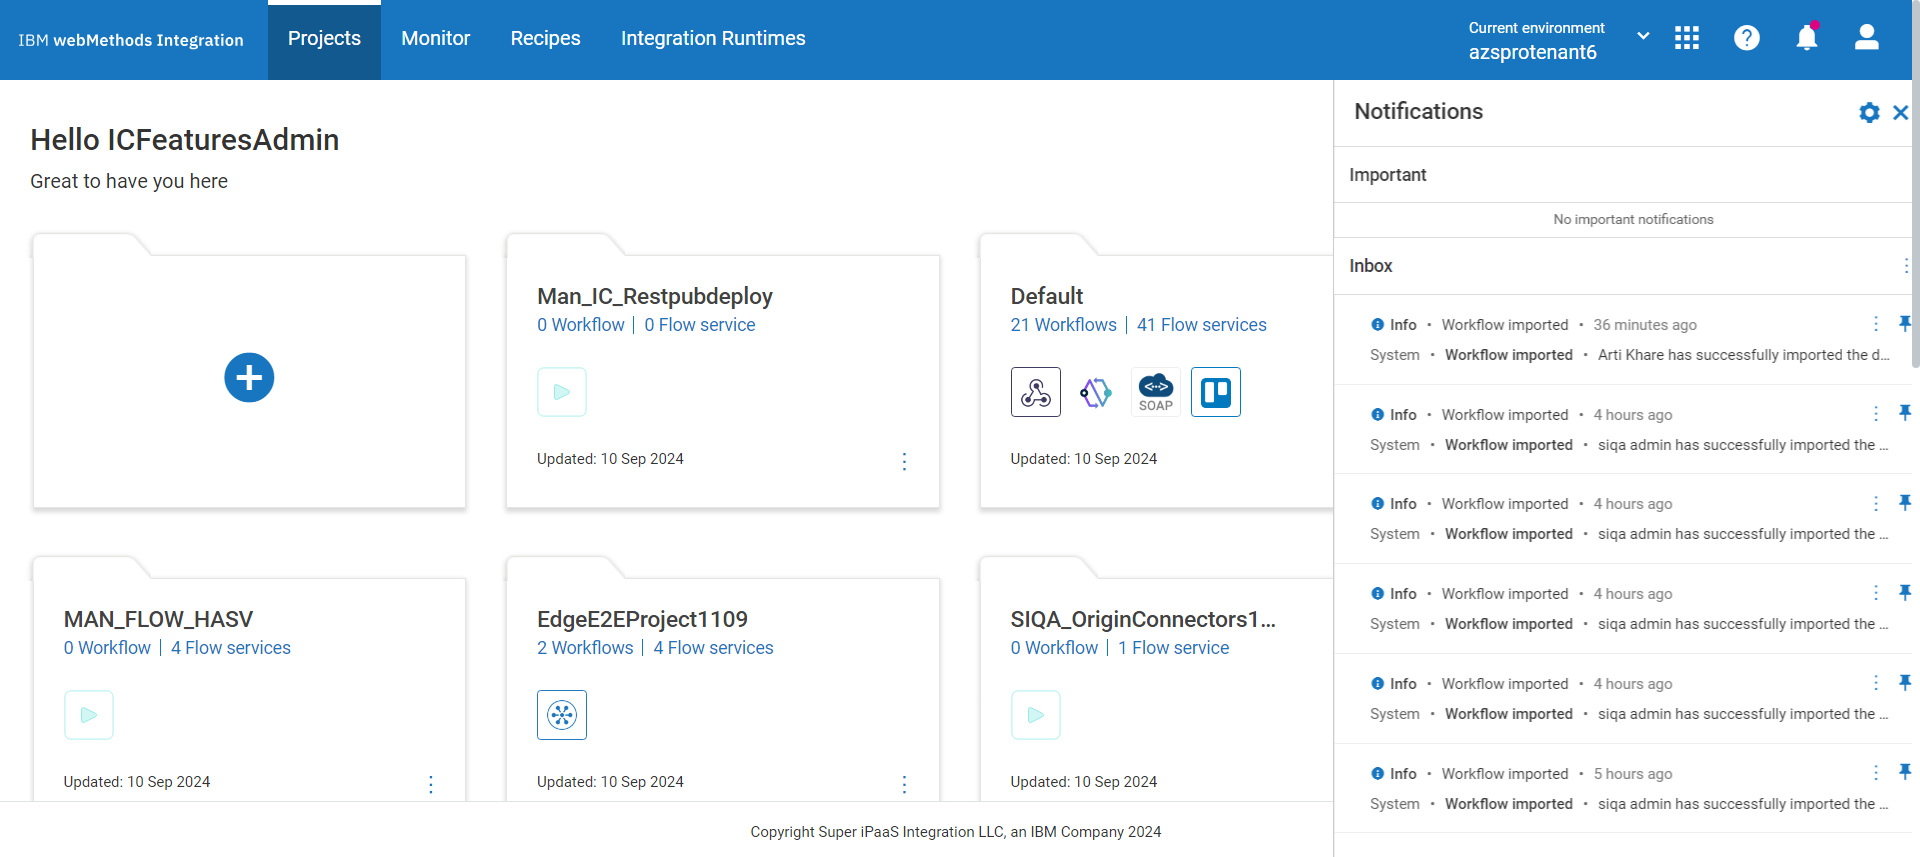 IBM webMethods Integration
Projects
Monitor
Recipes
Integration Runtimes
Current environment
azsprotenant6
Hello ICFeaturesAdmin
Great to have you here
Man_IC_Restpubdeploy
0 Workflow | 0 Flow service
Updated: 10 Sep 2024
Default
21 Workflows | 41 Flow services
SOAP
Updated: 10 Sep 2024
MAN_FLOW_HASV
0 Workflow | 4 Flow services
Updated: 10 Sep 2024
EdgeE2EProject1109
2 Workflows | 4 Flow services
Updated: 10 Sep 2024
SIQA_OriginConnectors1...
0 Workflow | 1 Flow service
Updated: 10 Sep 2024
Notifications
Important
No important notifications
Inbox
Info • Workflow imported • 36 minutes ago
System • Workflow imported • Arti Khare has successfully imported the d...
Info • Workflow imported • 4 hours ago
System • Workflow imported • siqa admin has successfully imported the ...
Info • Workflow imported • 4 hours ago
System • Workflow imported • siqa admin has successfully imported the ...
Info • Workflow imported • 4 hours ago
System • Workflow imported • siqa admin has successfully imported the ...
Info • Workflow imported • 4 hours ago
System • Workflow imported • siqa admin has successfully imported the ...
Info • Workflow imported • 5 hours ago
System • Workflow imported • siqa admin has successfully imported the ...
Copyright Super iPaaS Integration LLC, an IBM Company 2024